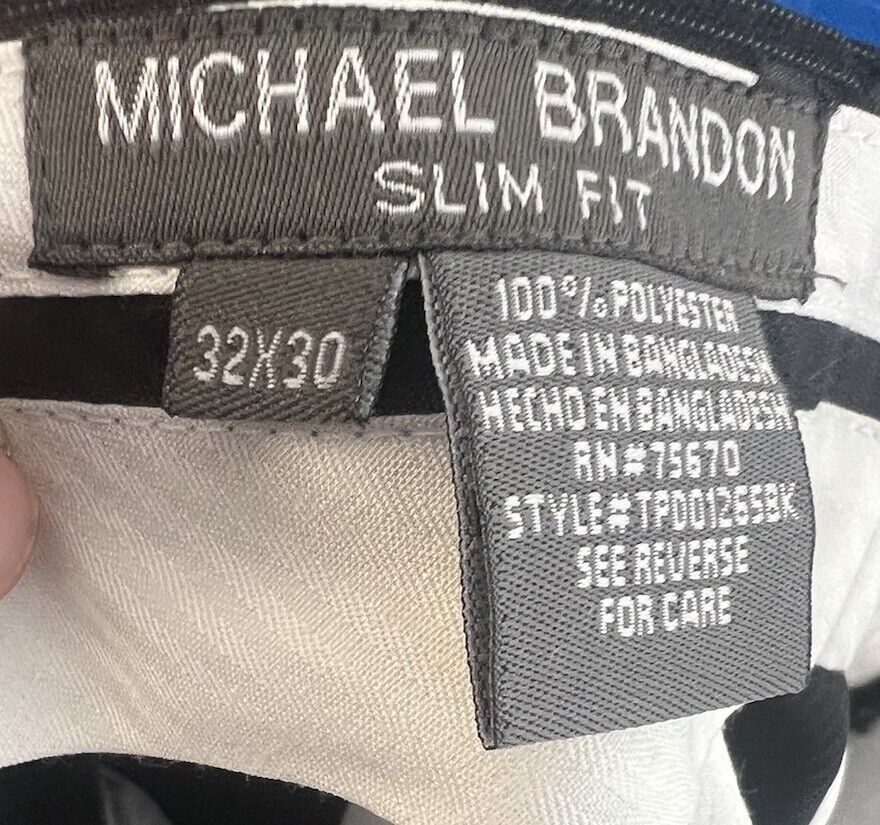 MICHAEL BRANDON
SLIM FIT
32X30
100% POLYESTER
MADE IN BANGLADESH
HECHO EN BANGLADESH
RN#75670
STYLE#TP001265BK
SEE REVERSE
FOR CARE